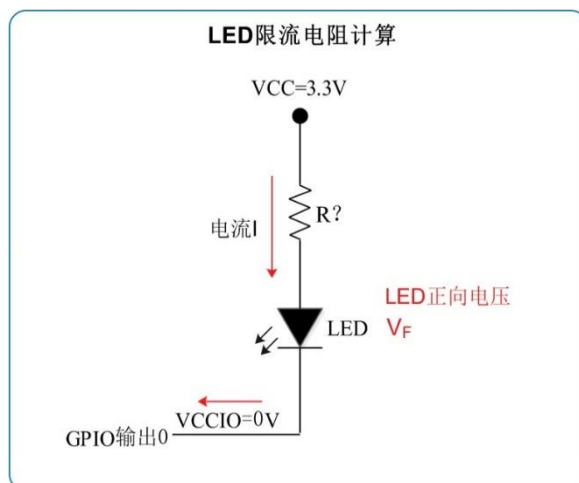 LED限流电阻计算
VCC=3.3V
R?
电流I
LED正向电压
LED
VF
VCCIO=0V
GPIO输出0